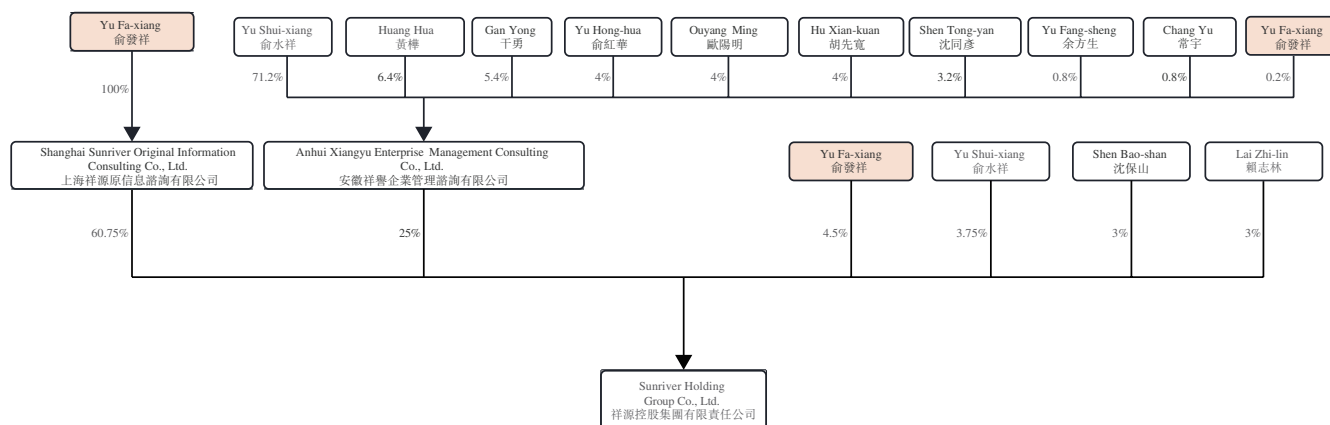 Yu Fa-xiang
俞發祥
Yu Shui-xiang
俞水祥
Huang Hua
黃樺
Gan Yong
干勇
Yu Hong-hua
俞紅華
Ouyang Ming
歐陽明
Hu Xian-kuan
胡先寬
Shen Tong-yan
沈同彥
Yu Fang-sheng
余方生
Chang Yu
常宇
Yu Fa-xiang
俞發祥
100%
71.2%
6.4%
5.4%
4%
4%
4%
3.2%
0.8%
0.8%
0.2%
Shanghai Sunriver Original Information
Consulting Co., Ltd.
上海祥源原信息諮詢有限公司
Anhui Xiangyu Enterprise Management Consulting
Co., Ltd.
安徽祥譽企業管理諮詢有限公司
Yu Fa-xiang
俞發祥
Yu Shui-xiang
俞水祥
Shen Bao-shan
沈保山
Lai Zhi-lin
賴志林
60.75%
25%
4.5%
3.75%
3%
3%
Sunriver Holding
Group Co., Ltd.
祥源控股集團有限責任公司